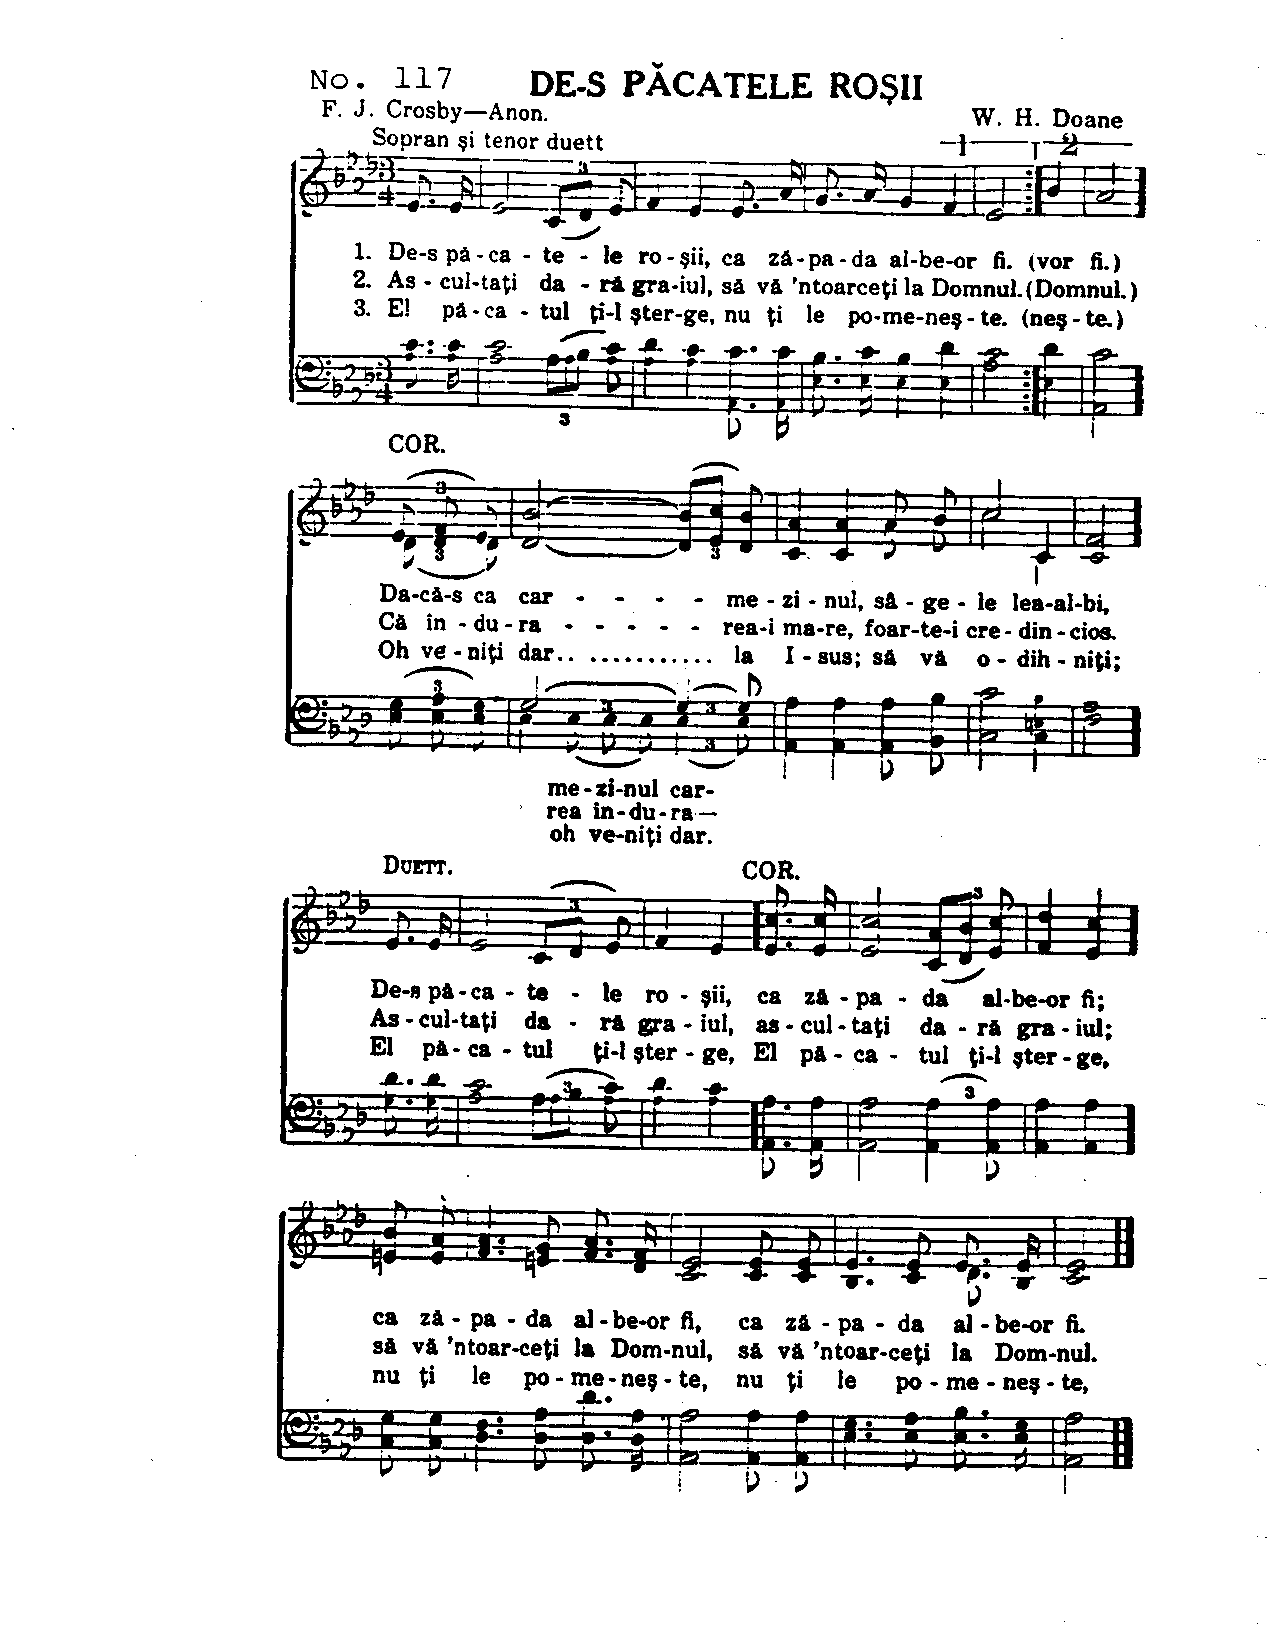 No. 117 DE-S PĂCATELE ROȘII
F. J. Crosby—Anon. W. H. Doane
Sopran și tenor duett 1 2
1. De-s pă-ca - te - le ro-șii, ca ză-pa-da al-be-or fi. (vor fi.)
2. As - cul-tați da - ră gra-iul, să vă 'ntoarceți la Domnul. (Domnul.)
3. El pă-ca - tul ți-l șter-ge, nu ți le po-me-neș-te. (neș-te.)
COR.
Da-că-s ca car - - - - me - zi - nul, să - ge - le lea-al-bi,
Că în - du - ra - - - - - rea-i ma-re, foar-te-i cre-din-cios.
Oh ve - niți dar.. ........... la I - sus; să vă o - dih - niți;
me-zi-nul car-
rea in-du-ra—
oh ve-niți dar.
DUETT. COR.
De-s pă-ca - te - le ro - șii, ca ză - pa - da al-be-or fi;
As - cul-tați da - ră gra - iul, as - cul - tați da - ră gra - iul;
El pă - ca - tul ți-l șter - ge, El pă - ca - tul ți-l șter - ge,
ca ză - pa - da al - be-or fi, ca ză - pa - da al - be-or fi.
să vă 'ntoar-ceți la Dom-nul, să vă 'ntoar-ceți la Dom-nul.
nu ți le po - me-neș - te, nu ți le po - me - neș - te,